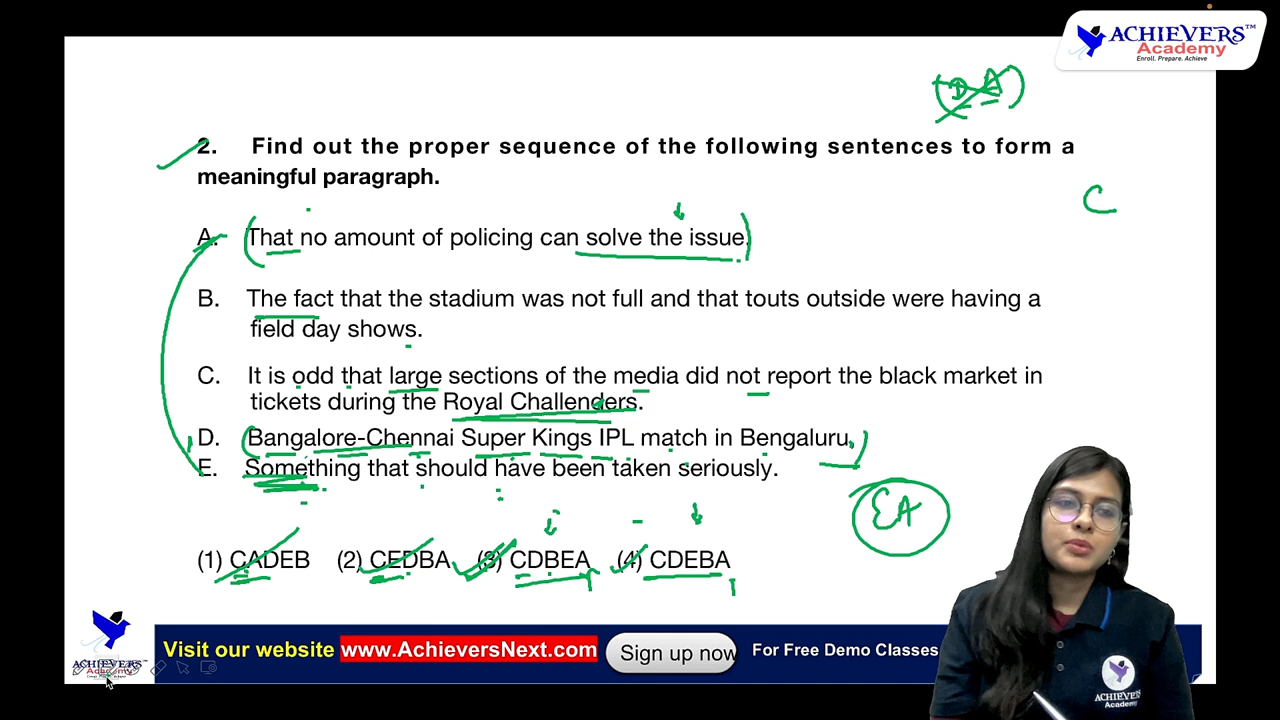 ACHIEVERS™
Academy
Enroll. Prepare. Achieve
D A
2. Find out the proper sequence of the following sentences to form a
meaningful paragraph.
C
A. That no amount of policing can solve the issue.
B. The fact that the stadium was not full and that touts outside were having a
field day shows.
C. It is odd that large sections of the media did not report the black market in
tickets during the Royal Challenders.
D. Bangalore-Chennai Super Kings IPL match in Bengaluru.
E. Something that should have been taken seriously.
EA
(1) CADEB (2) CEDBA (3) CDBEA (4) CDEBA
ACHIEVERS
Academy
Visit our website www.AchieversNext.com Sign up now For Free Demo Classes
ACHIEVERS
Academy